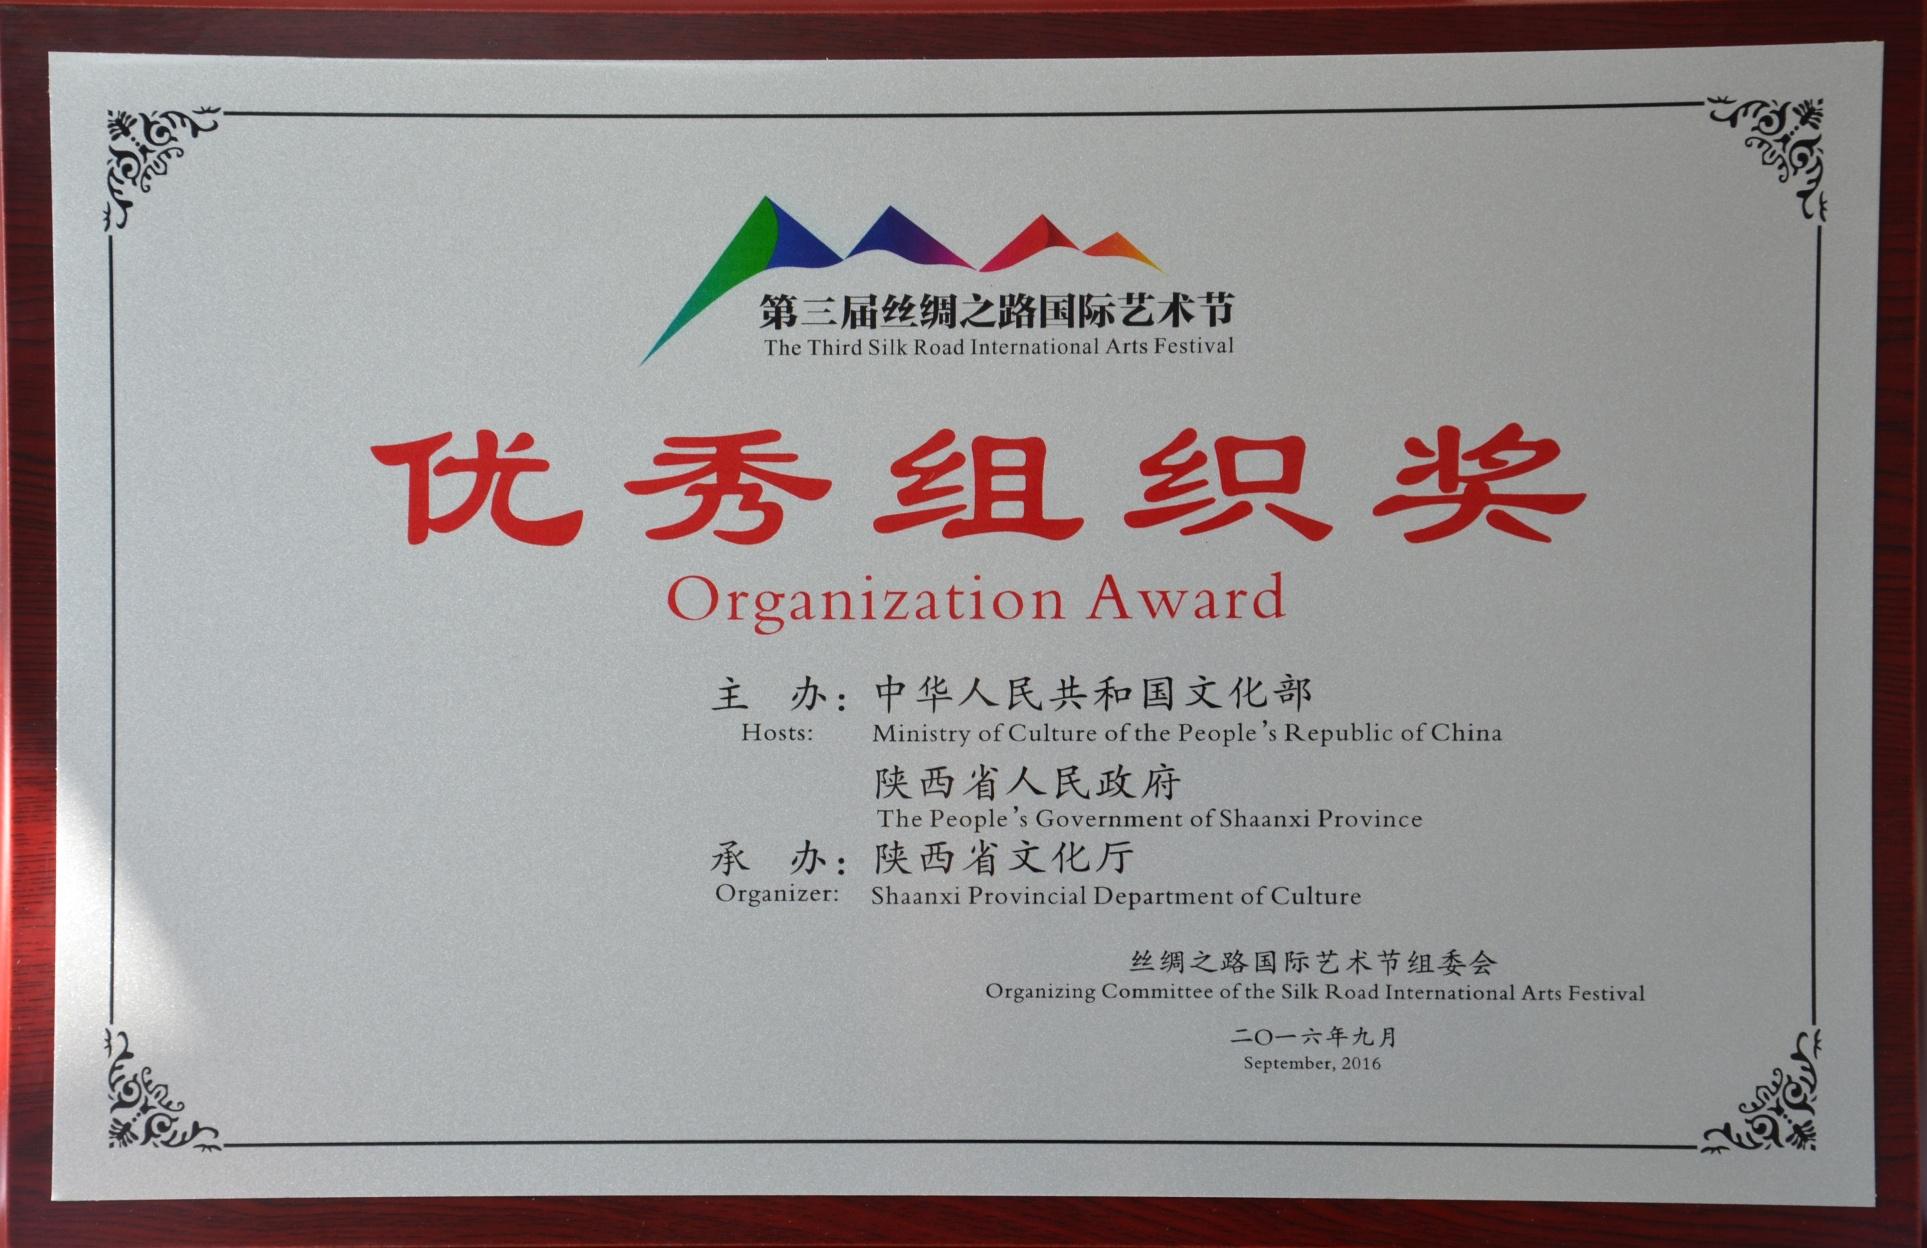 第三届丝绸之路国际艺术节
The Third Silk Road International Arts Festival
优秀组织奖
Organization Award
主 办：中华人民共和国文化部
Hosts: Ministry of Culture of the People's Republic of China
陕西省人民政府
The People's Government of Shaanxi Province
承 办：陕西省文化厅
Organizer: Shaanxi Provincial Department of Culture
丝绸之路国际艺术节组委会
Organizing Committee of the Silk Road International Arts Festival
二〇一六年九月
September, 2016